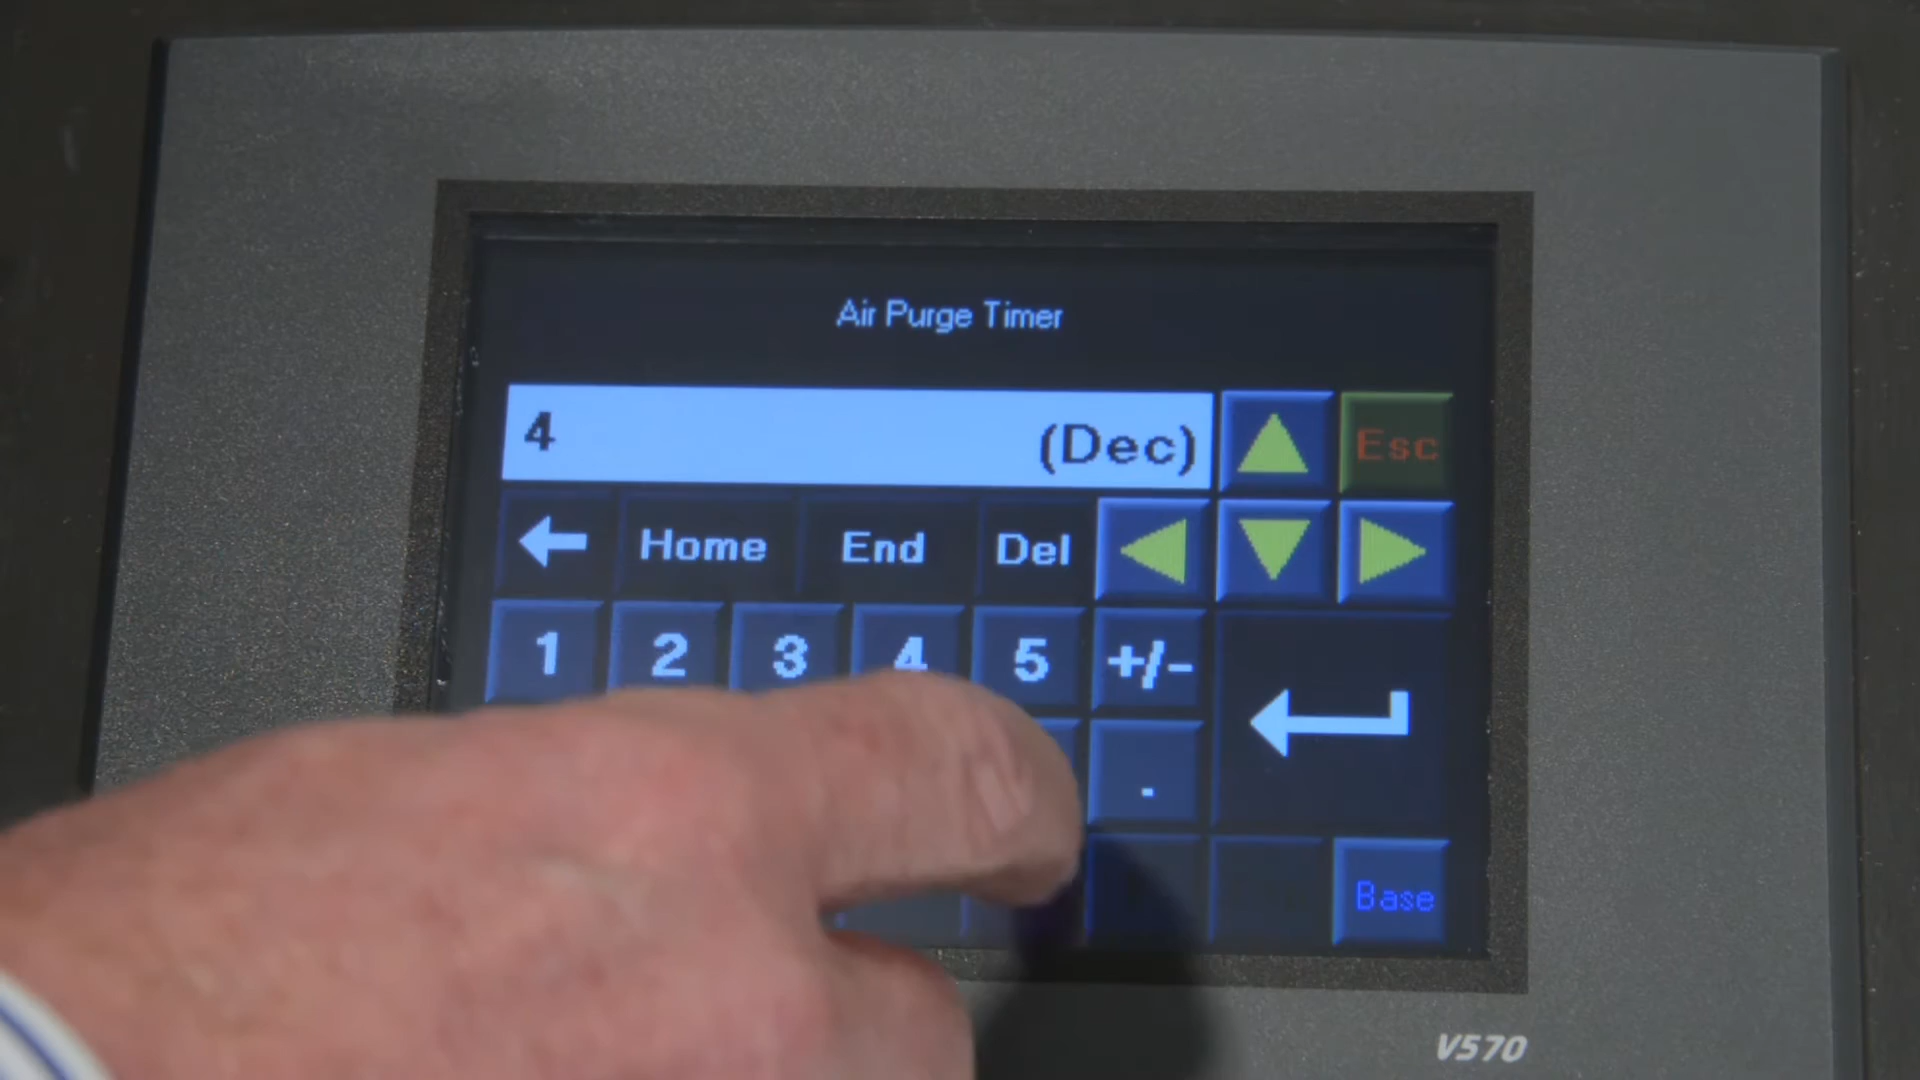 Air Purge Timer
4 (Dec) Esc
Home End Del
1 2 3 4 5 +/-
.
Base
V570